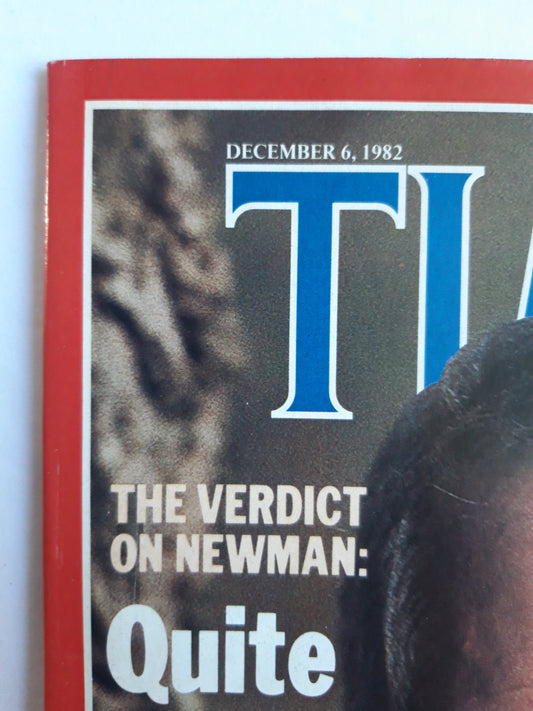 DECEMBER 6, 1982
TI
THE VERDICT
ON NEWMAN:
Quite